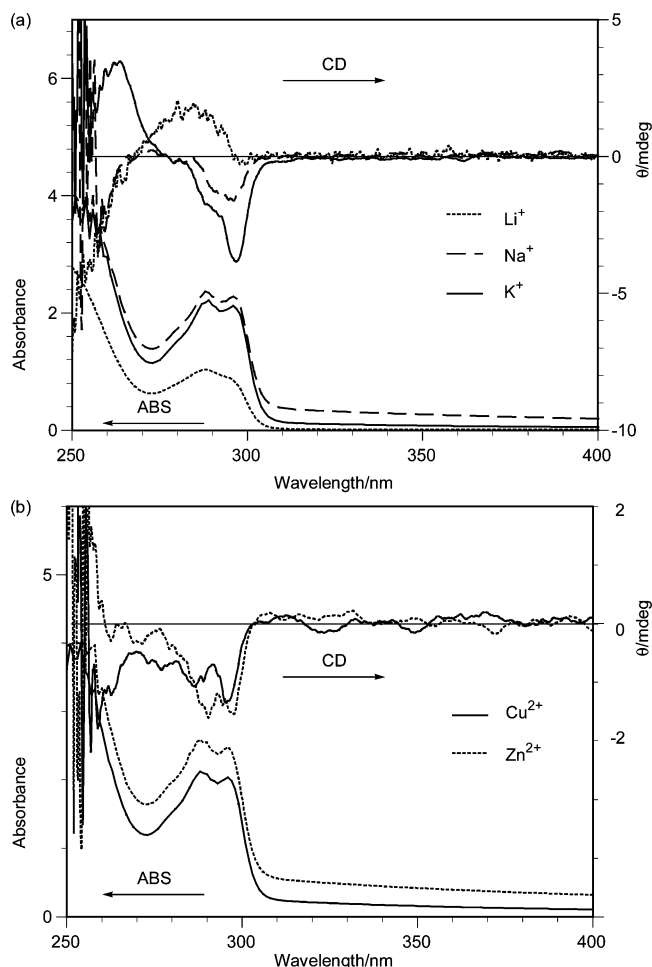 (a)
5
6
CD
0
4
Li⁺
Na⁺
K⁺
-5
2
ABS
0
-10
250
300
350
400
Absorbance
θ/mdeg
Wavelength/nm
(b)
2
5
0
CD
Cu²⁺
Zn²⁺
-2
ABS
0
250
300
350
400
Absorbance
θ/mdeg
Wavelength/nm